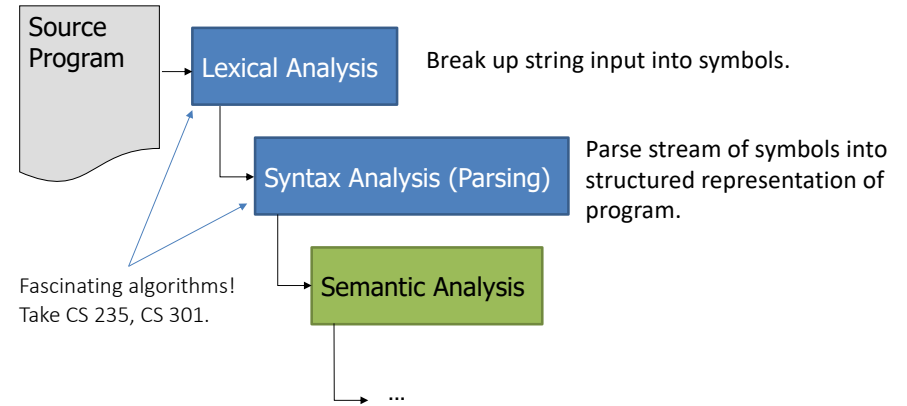 Source
Program
Lexical Analysis
Break up string input into symbols.
Syntax Analysis (Parsing)
Parse stream of symbols into
structured representation of
program.
Fascinating algorithms!
Take CS 235, CS 301.
Semantic Analysis
...